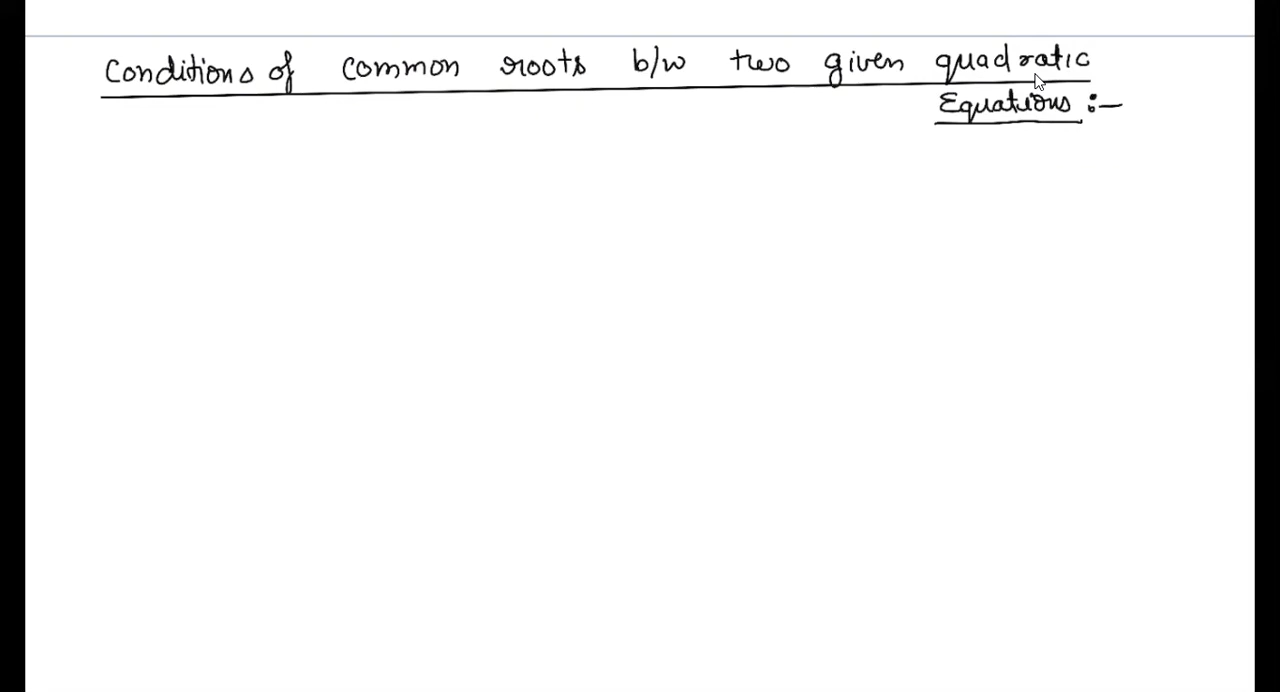 Conditions of common roots b/w two given quadratic
Equations :-